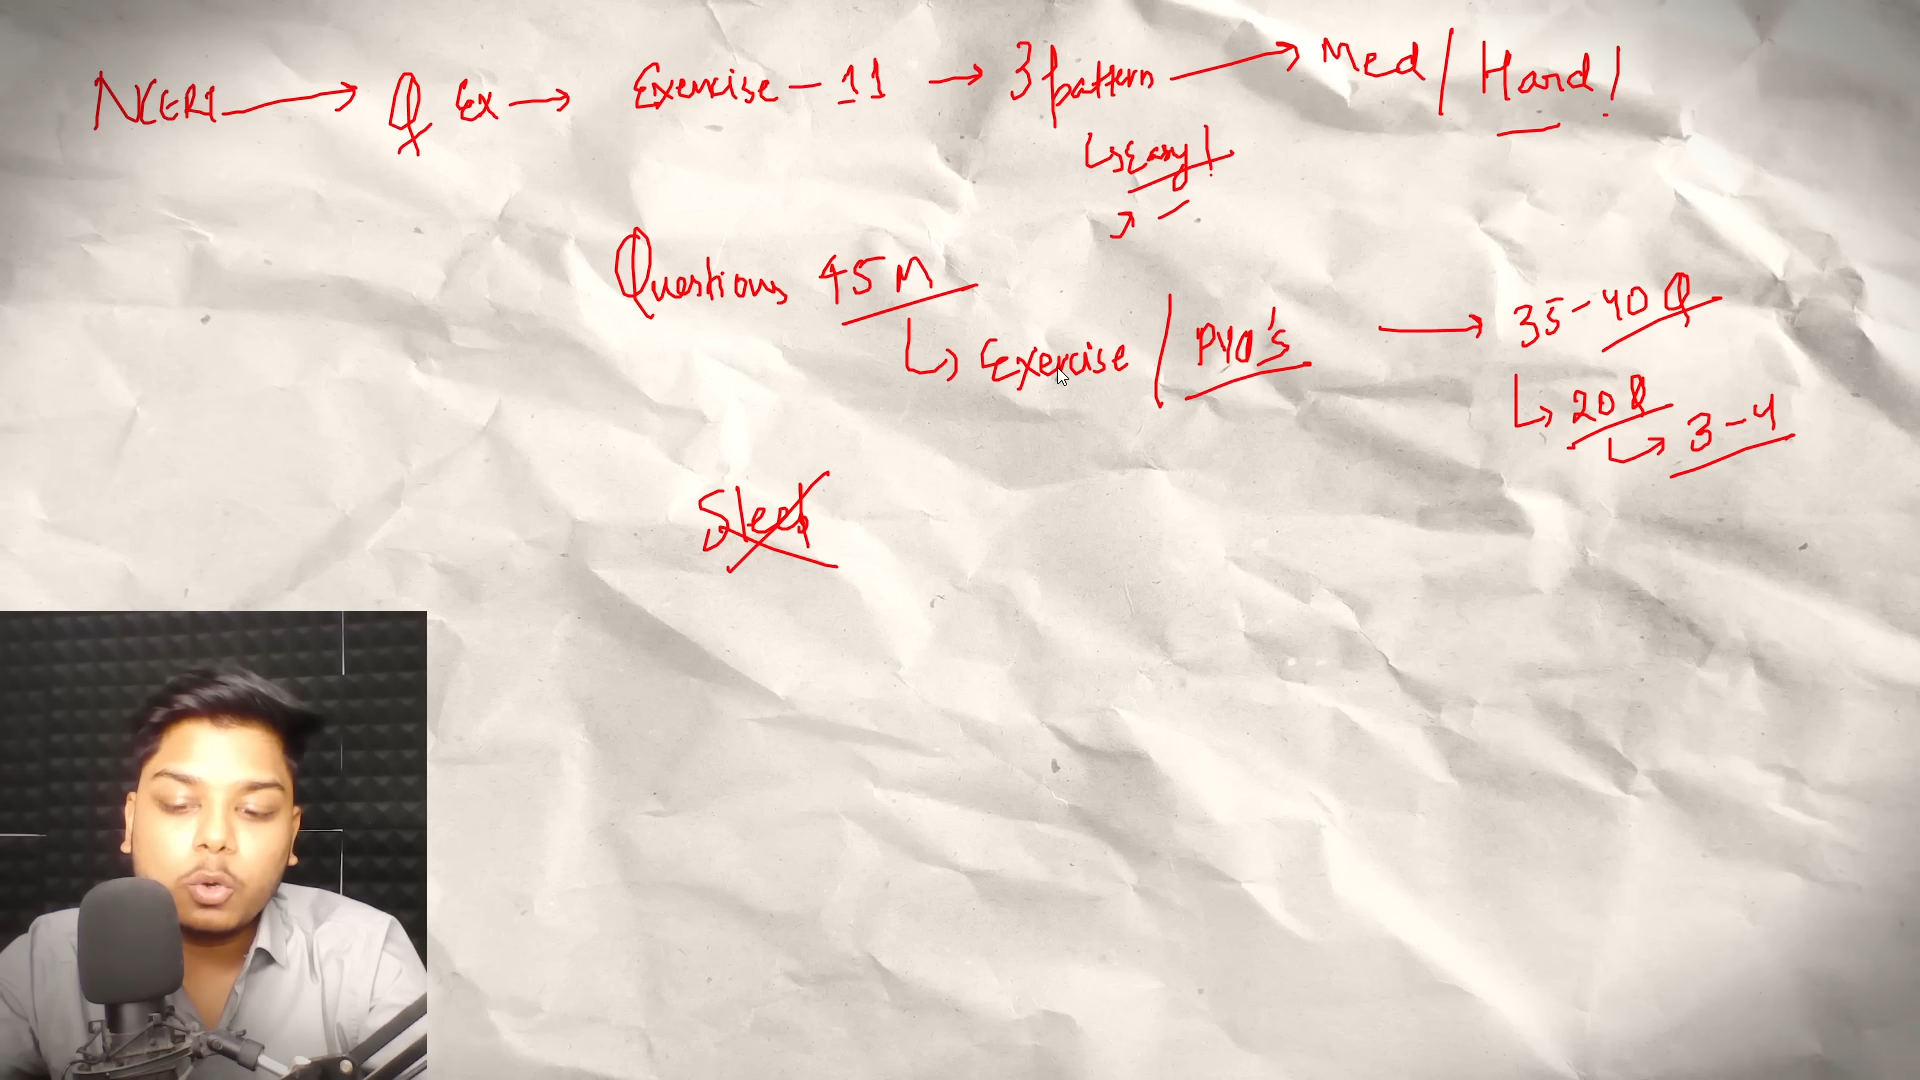 NCERT → Q Ex → Exercise - 11 → 3 pattern → Med / Hard!
↳ Easy!
Questions 45 M
↳ Exercise / PYQ's → 35-40 Q
↳ 20 Q
↳ 3-4
Sleep